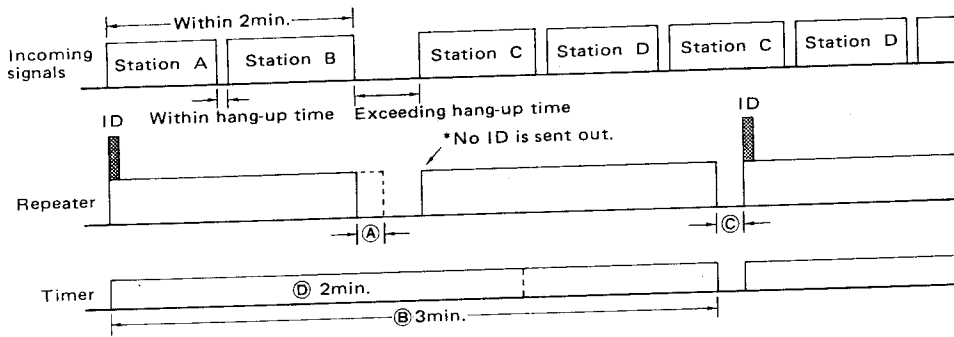 Within 2min.
Incoming signals
Station A
Station B
Station C
Station D
Station C
Station D
Within hang-up time
Exceeding hang-up time
ID
ID
*No ID is sent out.
Repeater
Ⓐ
Ⓒ
Timer
Ⓓ 2min.
Ⓑ 3min.